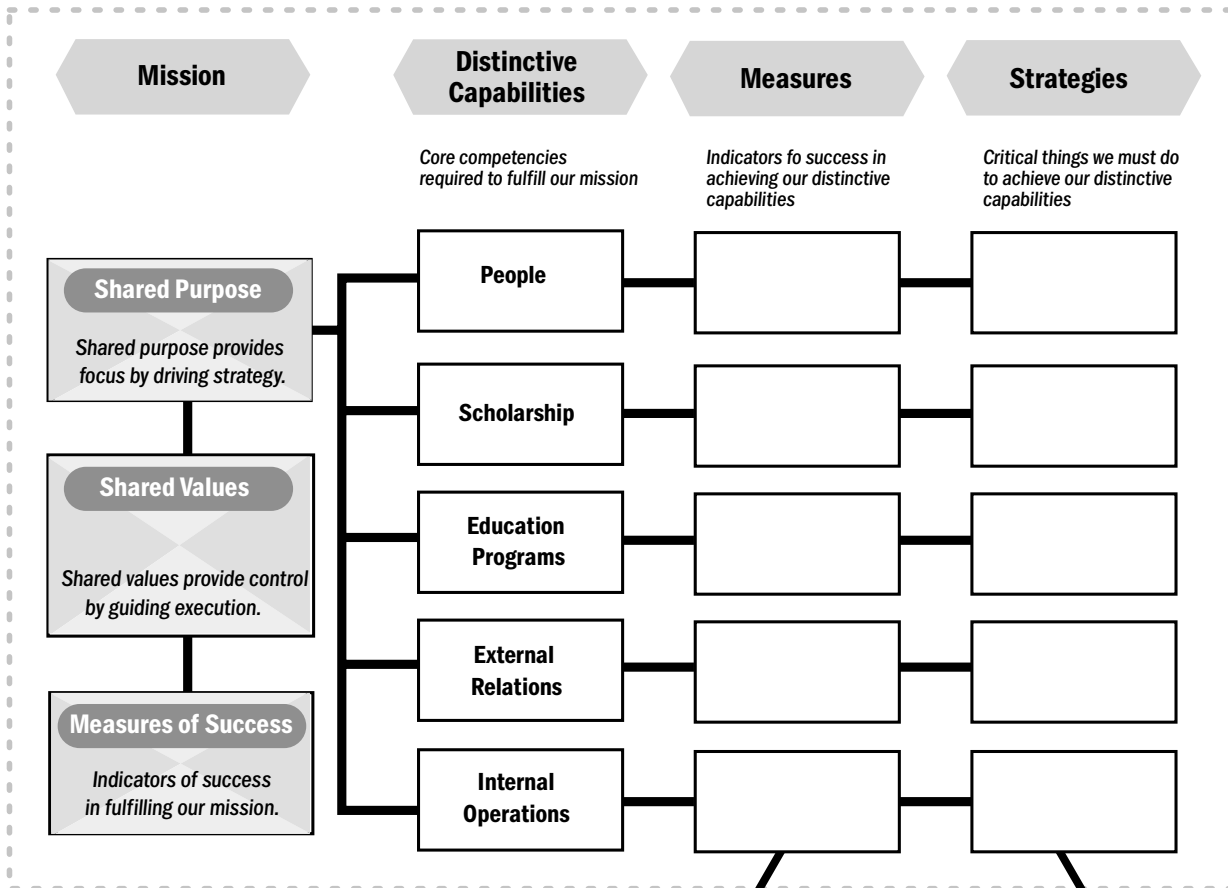 Mission
Distinctive
Capabilities
Measures
Strategies
Core competencies
required to fulfill our mission
Indicators fo success in
achieving our distinctive
capabilities
Critical things we must do
to achieve our distinctive
capabilities
Shared Purpose
Shared purpose provides
focus by driving strategy.
Shared Values
Shared values provide control
by guiding execution.
Measures of Success
Indicators of success
in fulfilling our mission.
People
Scholarship
Education
Programs
External
Relations
Internal
Operations